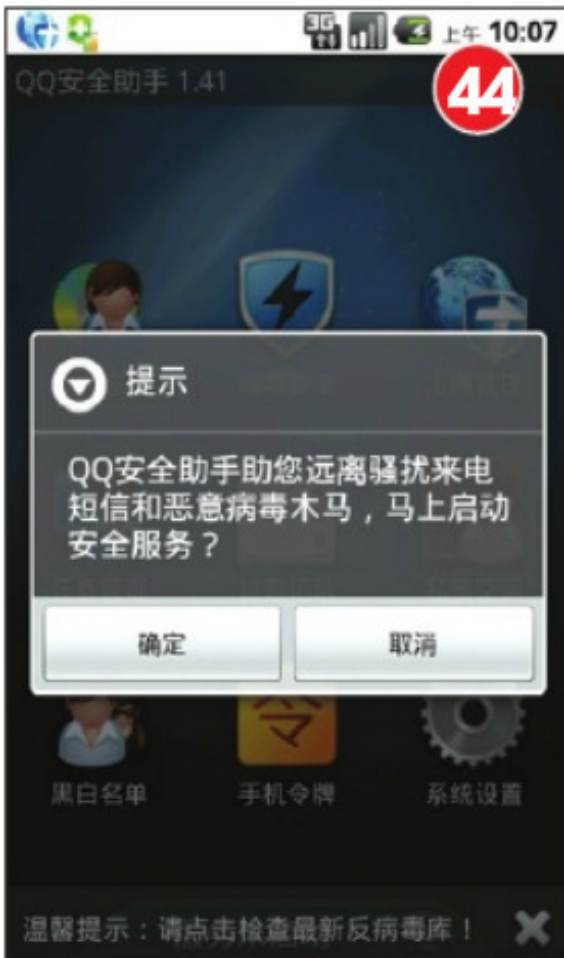 3G 上午 10:07
QQ安全助手 1.41
44
提示
QQ安全助手助您远离骚扰来电
短信和恶意病毒木马，马上启动
安全服务？
确定 取消
令
黑白名单 手机令牌 系统设置
温馨提示：请点击检查最新反病毒库！